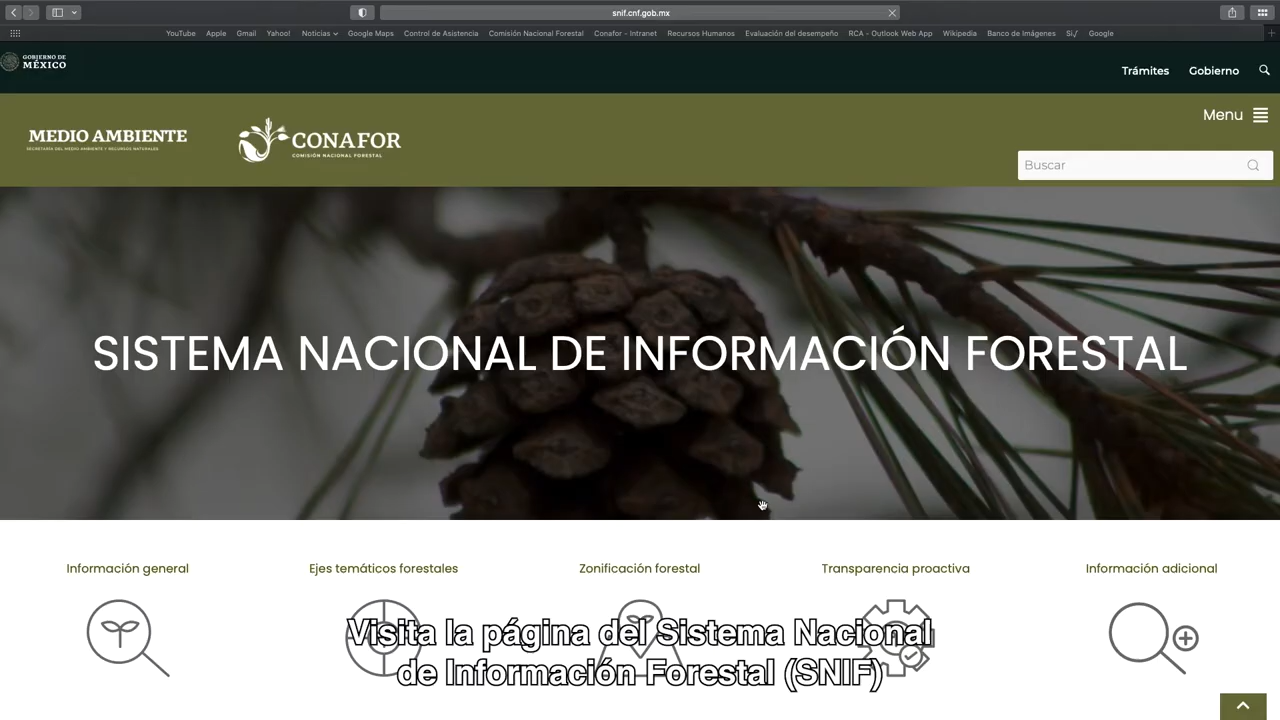 snif.cnf.gob.mx
YouTube Apple Gmail Yahoo! Noticias Google Maps Control de Asistencia Comisión Nacional Forestal Conafor - Intranet Recursos Humanos Evaluación del desempeño RCA - Outlook Web App Wikipedia Banco de Imágenes Si,/ Google
GOBIERNO DE
MÉXICO
Trámites Gobierno
Menu
MEDIO AMBIENTE
SECRETARÍA DEL MEDIO AMBIENTE Y RECURSOS NATURALES
CONAFOR
COMISIÓN NACIONAL FORESTAL
Buscar
SISTEMA NACIONAL DE INFORMACIÓN FORESTAL
Información general Ejes temáticos forestales Zonificación forestal Transparencia proactiva Información adicional
Visita la página del Sistema Nacional
de Información Forestal (SNIF)